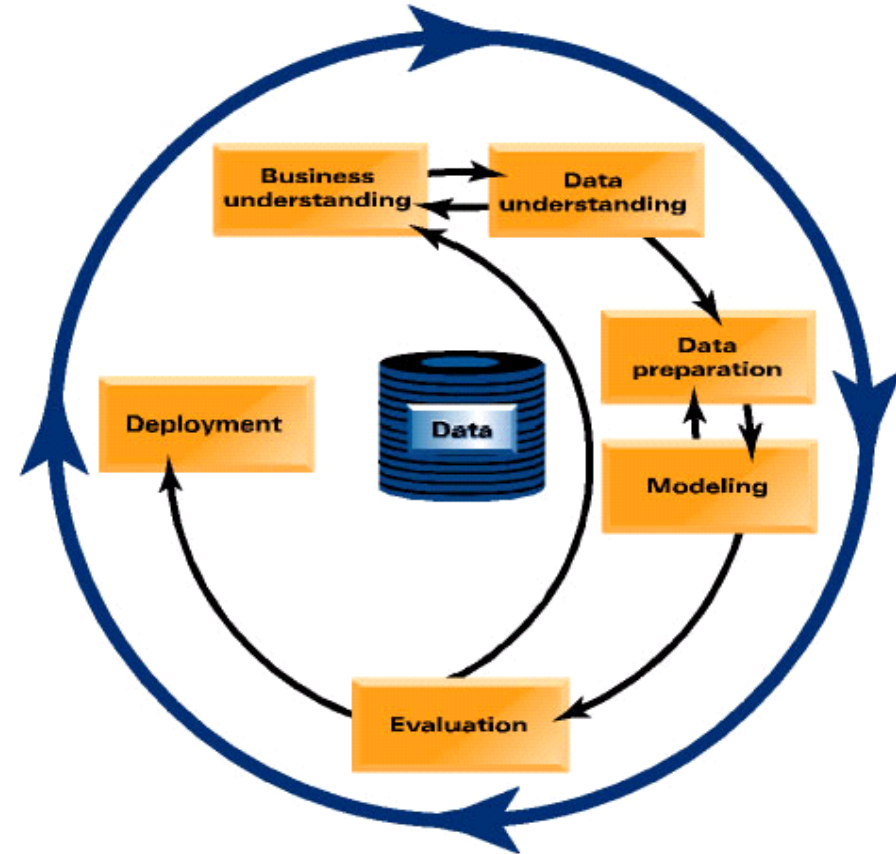 Business
understanding
Data
understanding
Data
preparation
Deployment
Data
Modeling
Evaluation